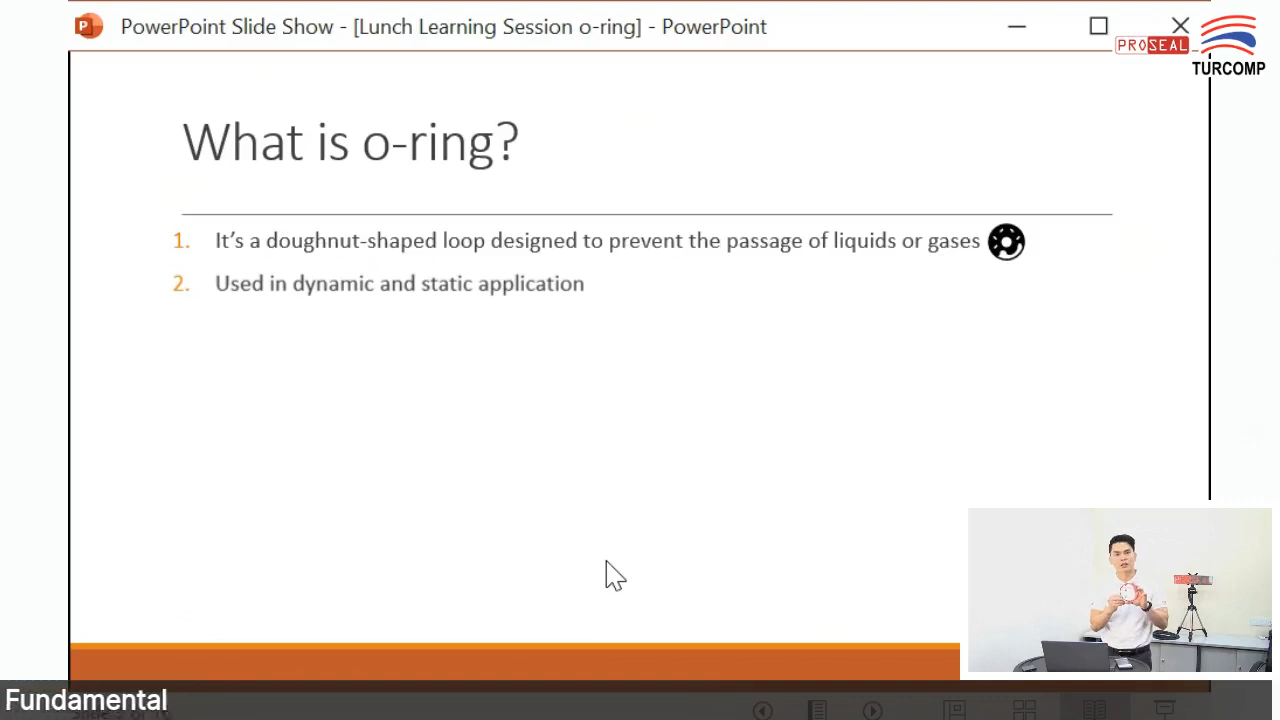 PowerPoint Slide Show - [Lunch Learning Session o-ring] - PowerPoint
PROSEAL
TURCOMP
What is o-ring?
1. It's a doughnut-shaped loop designed to prevent the passage of liquids or gases
2. Used in dynamic and static application
Fundamental